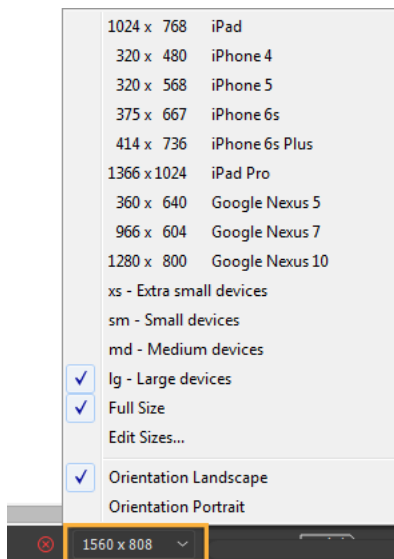 1024 x 768 iPad
320 x 480 iPhone 4
320 x 568 iPhone 5
375 x 667 iPhone 6s
414 x 736 iPhone 6s Plus
1366 x 1024 iPad Pro
360 x 640 Google Nexus 5
966 x 604 Google Nexus 7
1280 x 800 Google Nexus 10
xs - Extra small devices
sm - Small devices
md - Medium devices
lg - Large devices
Full Size
Edit Sizes...
Orientation Landscape
Orientation Portrait
1560 x 808